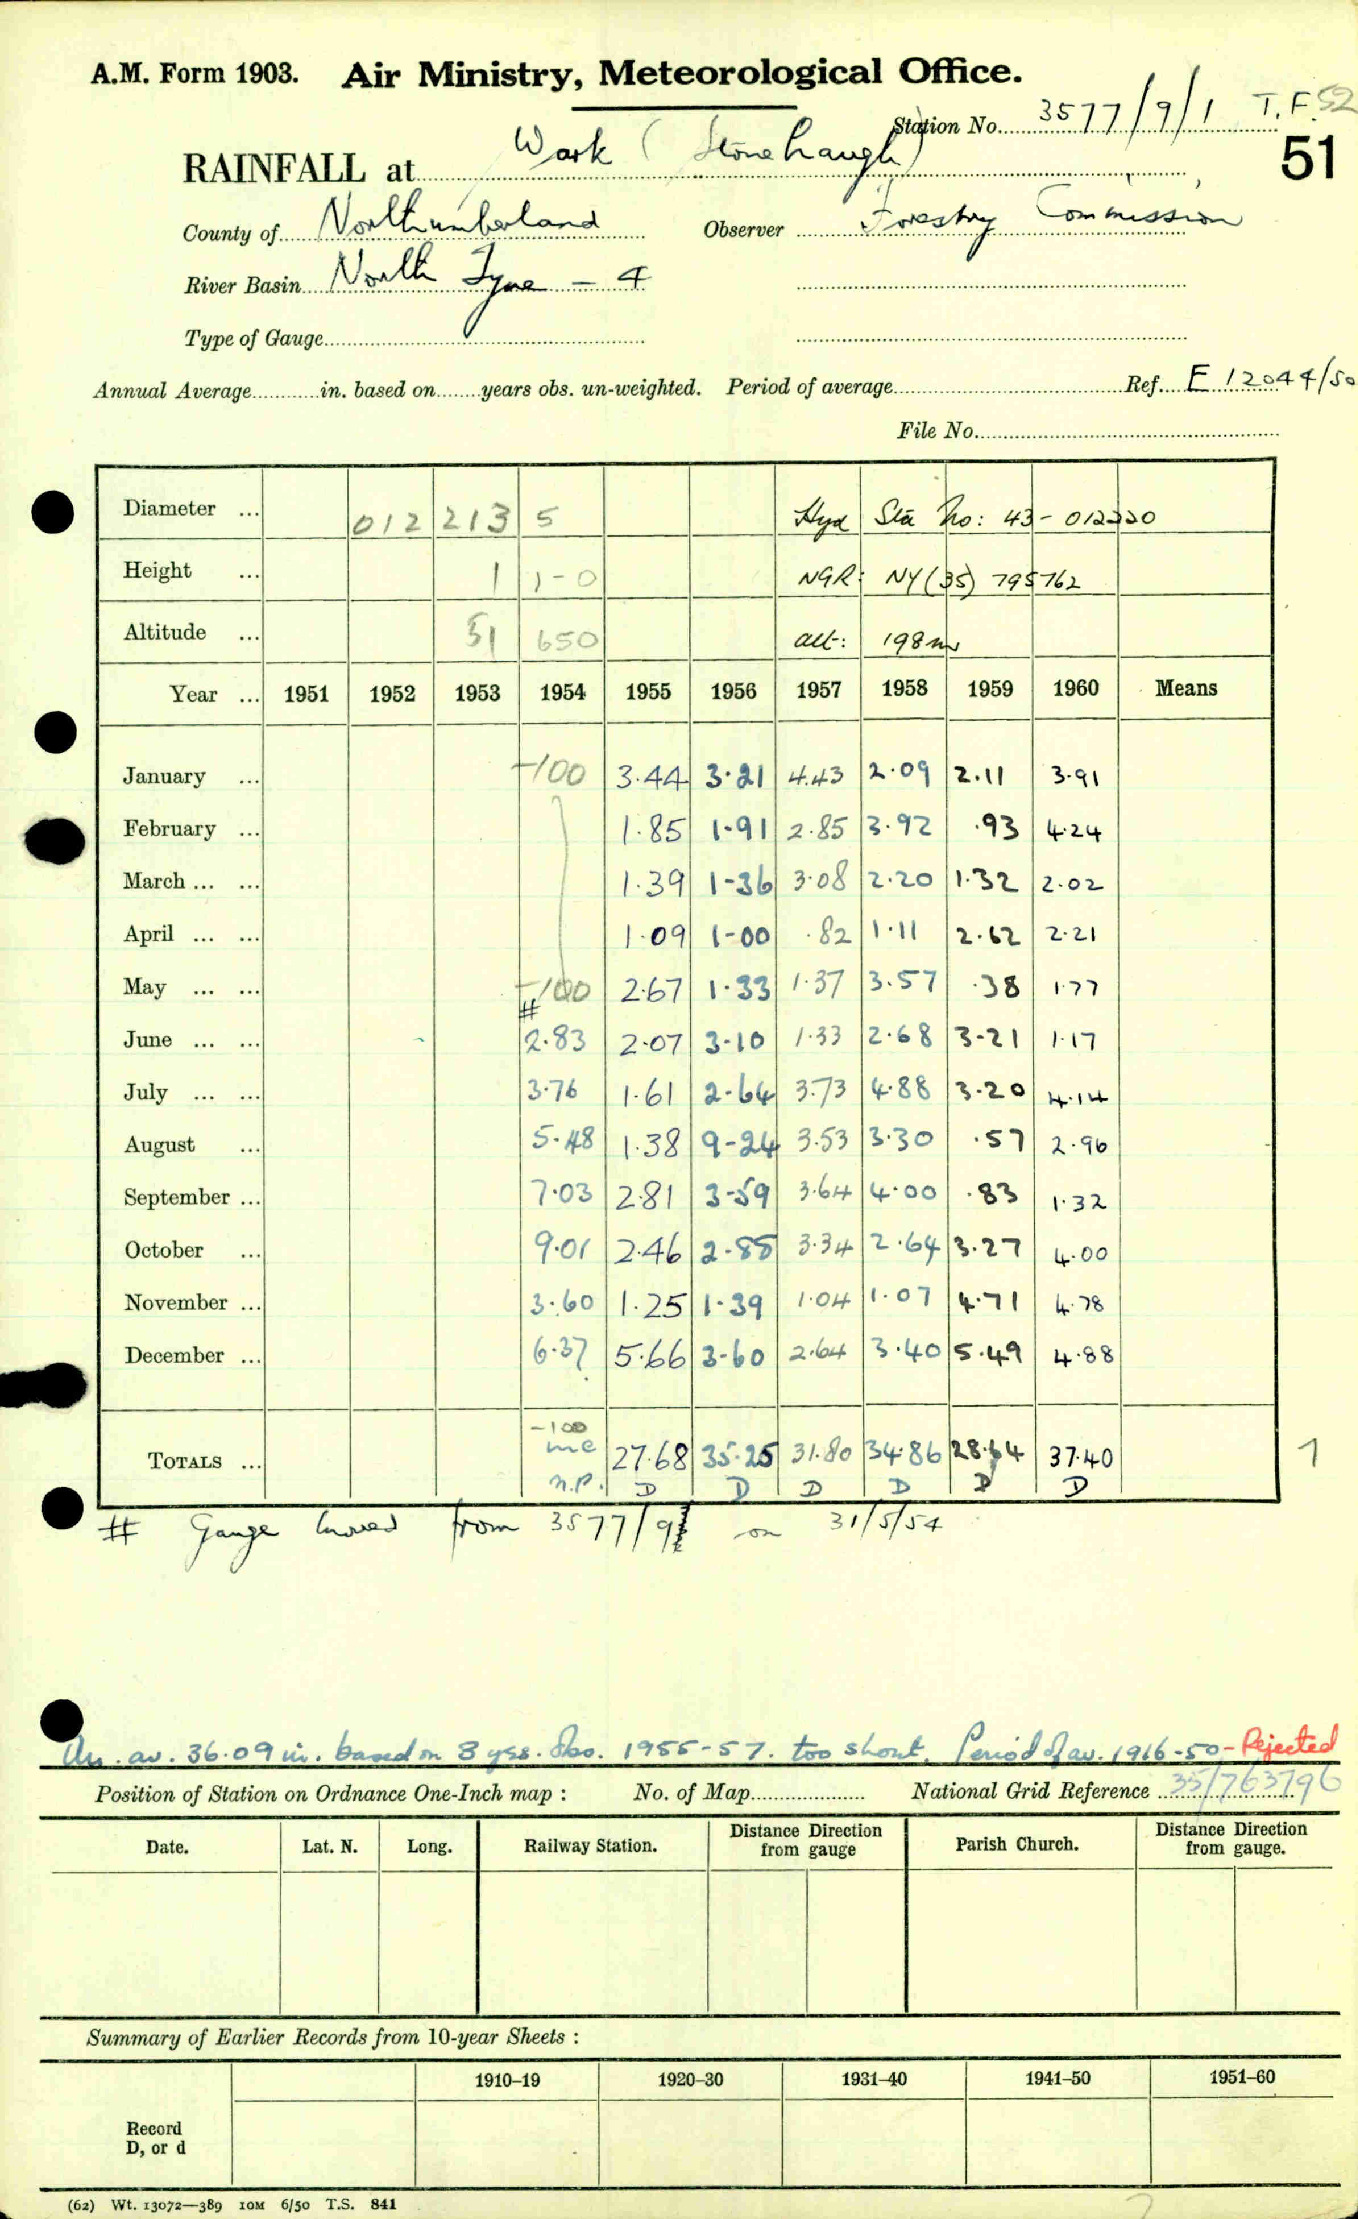 A.M. Form 1903. Air Ministry, Meteorological Office.
Station No. 3577/9/1 T.F. 52
51
RAINFALL at Wark (Stonehaugh)
County of Northumberland Observer Forestry Commission
River Basin North Tyne - 4
Type of Gauge
Annual Average in. based on years obs. un-weighted. Period of average Ref. E 12044/50
File No.
Diameter ... 012 213 5 Hyd Sta No: 43-012220
Height ... 1 1-0 NGR: NY(35) 795762
Altitude ... 51 650 alt: 198m
Year ... 1951 1952 1953 1954 1955 1956 1957 1958 1959 1960 Means
January ... -100 3.44 3.21 4.43 2.09 2.11 3.91
February ... 1.85 1.91 2.85 3.92 .93 4.24
March ... ... 1.39 1-36 3.08 2.20 1.32 2.02
April ... ... 1.09 1-00 .82 1.11 2.62 2.21
May ... ... -100 2.67 1.33 1.37 3.57 .38 1.77
#
June ... ... 2.83 2.07 3-10 1.33 2.68 3-21 1.17
July ... ... 3.76 1.61 2-64 3.73 4.88 3.20 4.14
August ... 5.48 1.38 9-24 3.53 3.30 .57 2.96
September ... 7.03 2.81 3-59 3.64 4.00 .83 1.32
October ... 9.01 2.46 2-88 3.34 2.64 3.27 4.00
November ... 3.60 1.25 1.39 1.04 1.07 4.71 4.78
December ... 6.37 5.66 3-60 2.64 3.40 5.49 4.88
-100
TOTALS ... inc 27.68 35.25 31.80 34.86 28.64 37.40 1
n.p. D D D D D D
# Gauge moved from 3577/9 on 31/5/54
An. av. 36.09 in. based on 3 yrs. obs. 1955-57. too short. Period of av. 1916-50 - Rejected
Position of Station on Ordnance One-Inch map : No. of Map National Grid Reference 35/763796
Date. Lat. N. Long. Railway Station. Distance Direction from gauge Parish Church. Distance Direction from gauge.
Summary of Earlier Records from 10-year Sheets :
1910–19 1920–30 1931–40 1941–50 1951–60
Record
D, or d
(62) Wt. 13072—389 10M 6/50 T.S. 841